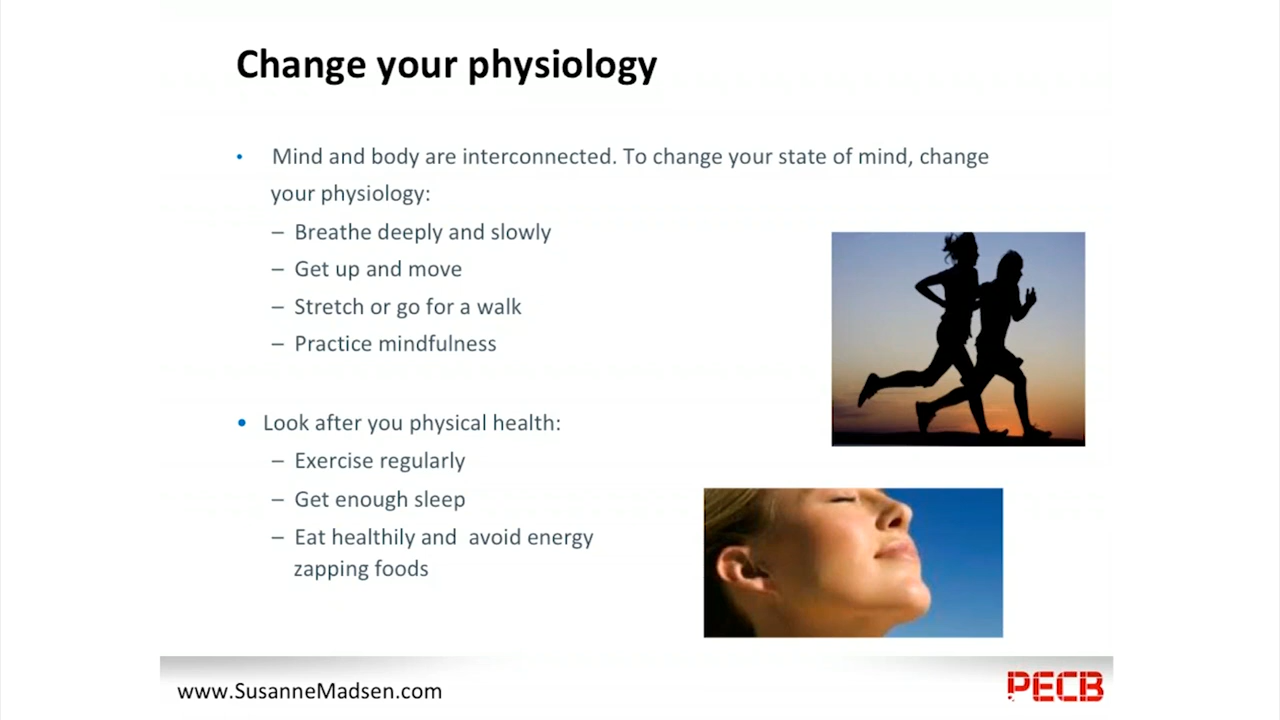 Change your physiology
• Mind and body are interconnected. To change your state of mind, change
your physiology:
– Breathe deeply and slowly
– Get up and move
– Stretch or go for a walk
– Practice mindfulness
• Look after you physical health:
– Exercise regularly
– Get enough sleep
– Eat healthily and  avoid energy
zapping foods
www.SusanneMadsen.com
PECB